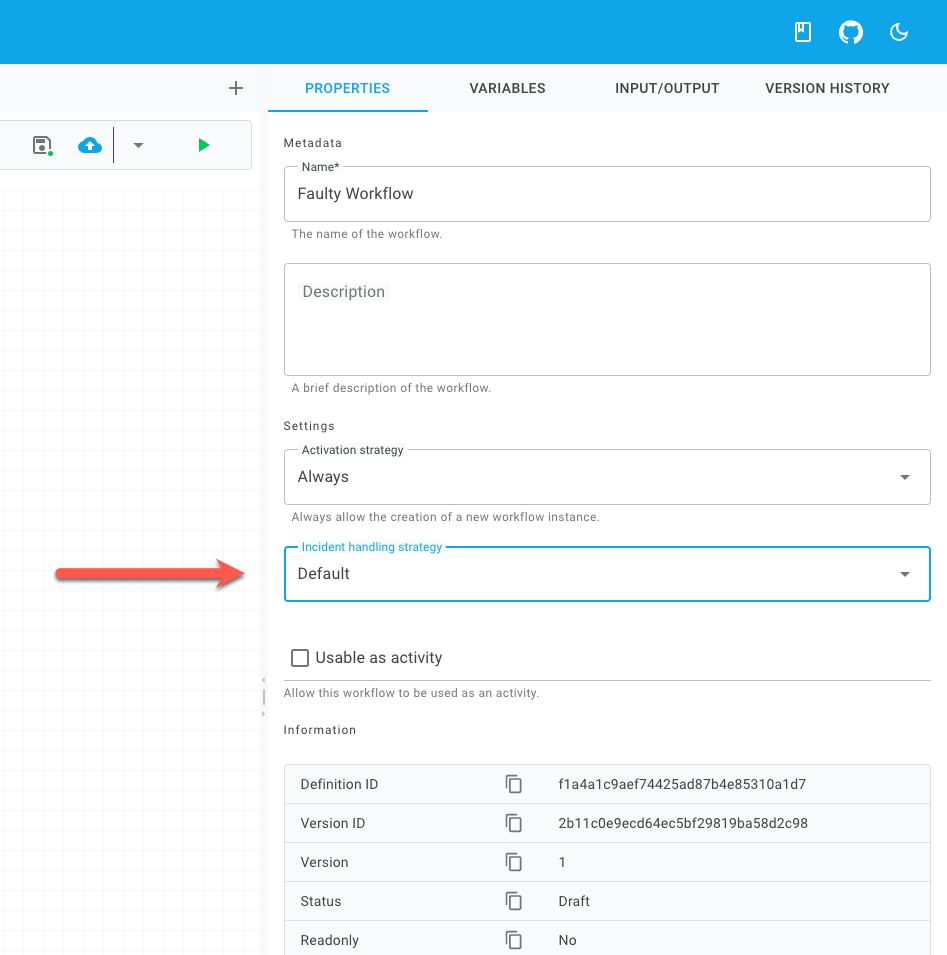 PROPERTIES VARIABLES INPUT/OUTPUT VERSION HISTORY
Metadata
Name*
Faulty Workflow
The name of the workflow.
Description
A brief description of the workflow.
Settings
Activation strategy
Always
Always allow the creation of a new workflow instance.
Incident handling strategy
Default
Usable as activity
Allow this workflow to be used as an activity.
Information
Definition ID f1a4a1c9aef74425ad87b4e85310a1d7
Version ID 2b11c0e9ecd64ec5bf29819ba58d2c98
Version 1
Status Draft
Readonly No